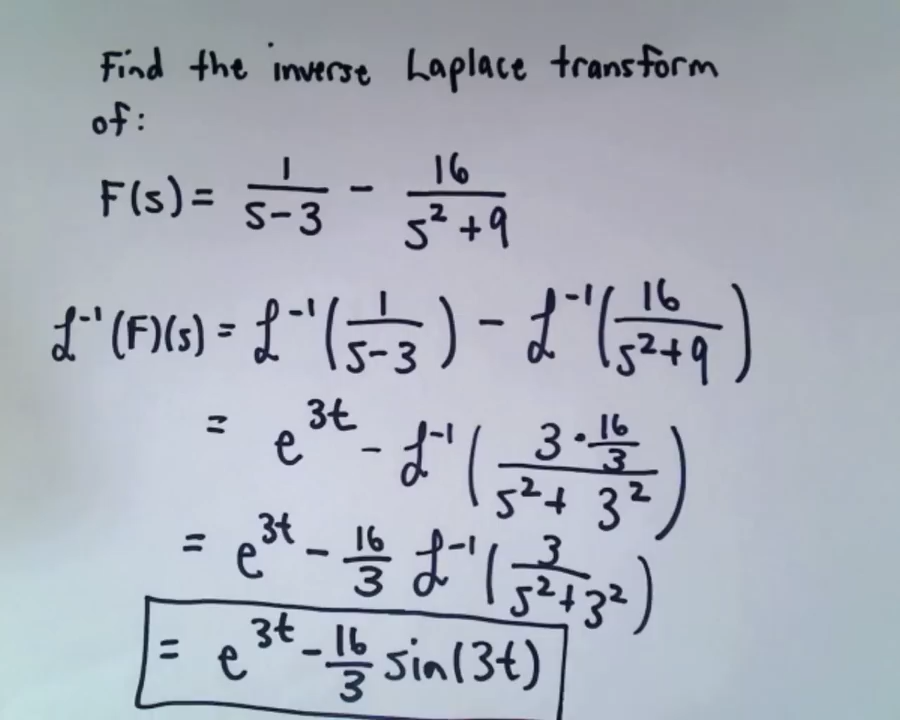 Find the inverse Laplace transform
of:
F(s) = 1/(s-3) - 16/(s²+9)
ℒ⁻¹(F)(s) = ℒ⁻¹(1/(s-3)) - ℒ⁻¹(16/(s²+9))
= e^(3t) - ℒ⁻¹((3·16/3)/(s²+3²))
= e^(3t) - 16/3 ℒ⁻¹(3/(s²+3²))
= e^(3t) - 16/3 sin(3t)